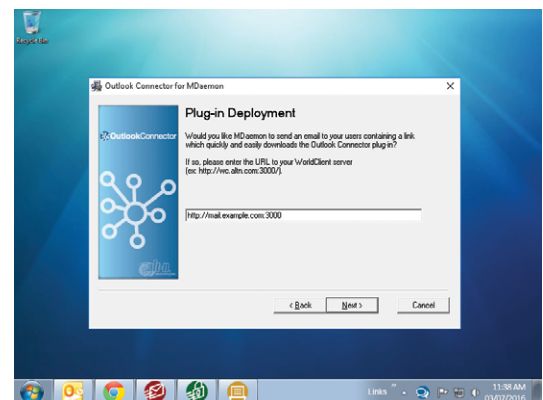 Recycle Bin
Outlook Connector for MDaemon
Plug-in Deployment
OutlookConnector
Would you like MDaemon to send an email to your users containing a link
which quickly and easily downloads the Outlook Connector plug-in?
If so, please enter the URL to your WorldClient server
(ex: http://wc.altn.com:3000/).
http://mail.example.com:3000
< Back
Next >
Cancel
Links
11:38 AM
03/02/2016